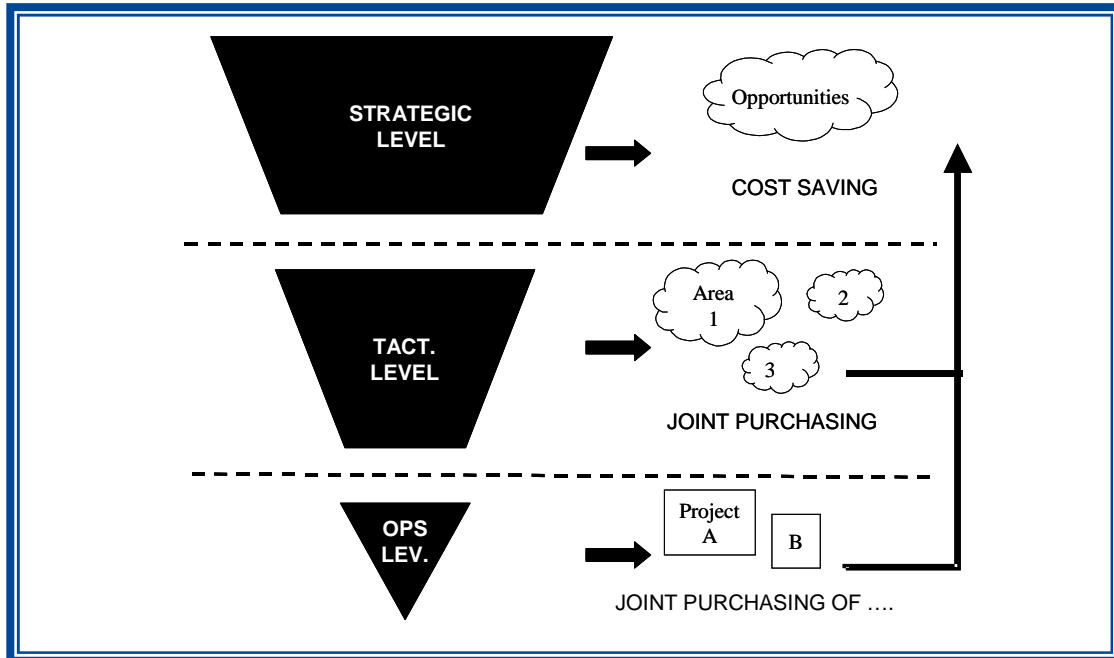 STRATEGIC
LEVEL
Opportunities
COST SAVING
TACT.
LEVEL
Area
1
2
3
JOINT PURCHASING
OPS
LEV.
Project
A
B
JOINT PURCHASING OF ….